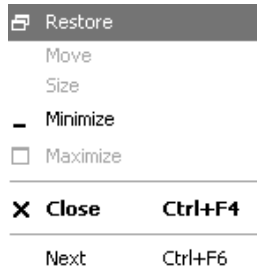 Restore
Move
Size
Minimize
Maximize
Close Ctrl+F4
Next Ctrl+F6